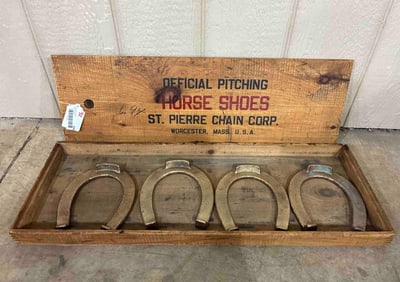 OFFICIAL PITCHING
HORSE SHOES
ST. PIERRE CHAIN CORP.
WORCESTER, MASS. U.S.A.